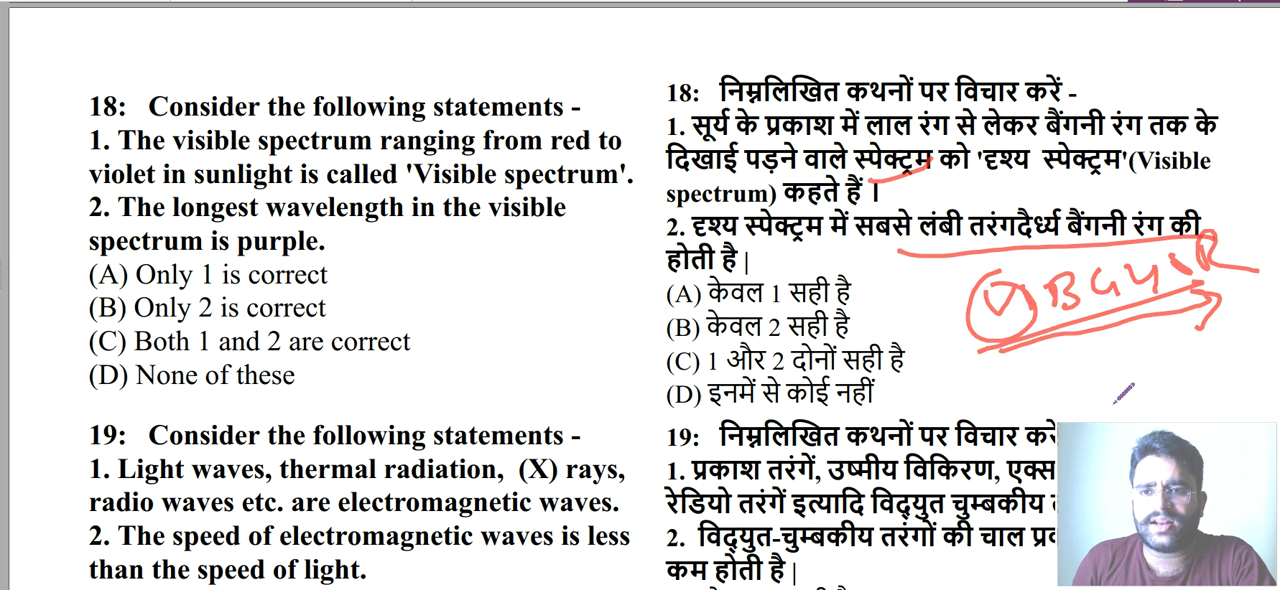 18: Consider the following statements -
1. The visible spectrum ranging from red to
violet in sunlight is called 'Visible spectrum'.
2. The longest wavelength in the visible
spectrum is purple.
(A) Only 1 is correct
(B) Only 2 is correct
(C) Both 1 and 2 are correct
(D) None of these
19: Consider the following statements -
1. Light waves, thermal radiation, (X) rays,
radio waves etc. are electromagnetic waves.
2. The speed of electromagnetic waves is less
than the speed of light.
18: निम्नलिखित कथनों पर विचार करें -
1. सूर्य के प्रकाश में लाल रंग से लेकर बैंगनी रंग तक के
दिखाई पड़ने वाले स्पेक्ट्रम को 'दृश्य स्पेक्ट्रम'(Visible
spectrum) कहते हैं ।
2. दृश्य स्पेक्ट्रम में सबसे लंबी तरंगदैर्ध्य बैंगनी रंग की
होती है |
(A) केवल 1 सही है
(B) केवल 2 सही है
(C) 1 और 2 दोनों सही है
(D) इनमें से कोई नहीं
V B G Y R
19: निम्नलिखित कथनों पर विचार करें
1. प्रकाश तरंगें, उष्मीय विकिरण, एक्स
रेडियो तरंगें इत्यादि विद्युत चुम्बकीय
2. विद्युत-चुम्बकीय तरंगों की चाल
कम होती है |